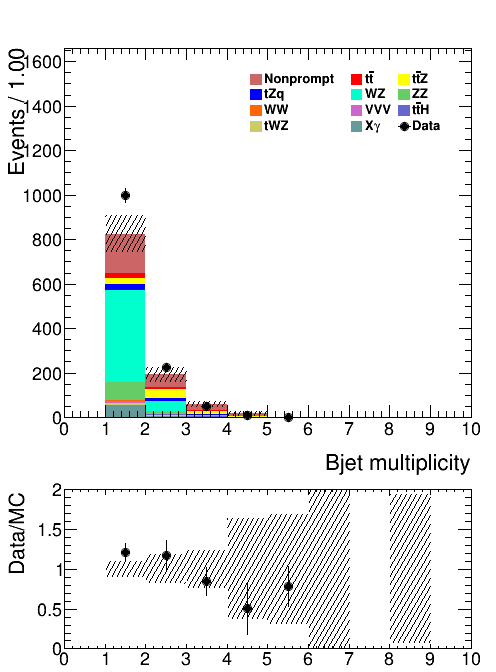 Events / 1.00
1600
1400
1200
1000
800
600
400
200
0
Nonprompt tt̄ tt̄Z
tZq WZ ZZ
WW VVV tt̄H
tWZ Xγ Data
0 1 2 3 4 5 6 7 8 9 10
Bjet multiplicity
Data/MC
2
1.5
1
0.5
0
0 1 2 3 4 5 6 7 8 9 10